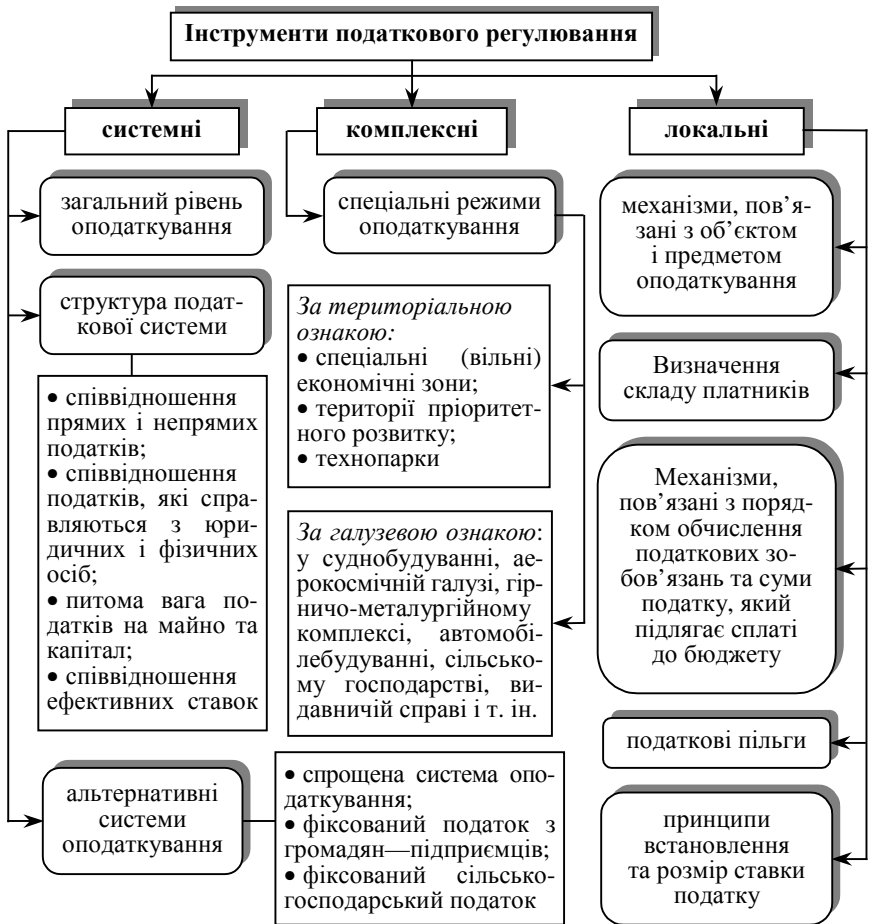 Інструменти податкового регулювання
системні
загальний рівень
оподаткування
структура подат-
кової системи
• співвідношення
прямих і непрямих
податків;
• співвідношення
податків, які спра-
вляються з юри-
дичних і фізичних
осіб;
• питома вага по-
датків на майно та
капітал;
• співвідношення
ефективних ставок
альтернативні
системи
оподаткування
• спрощена система опо-
даткування;
• фіксований податок з
громадян—підприємців;
• фіксований сільсько-
господарський податок
комплексні
спеціальні режими
оподаткування
За територіальною
ознакою:
• спеціальні (вільні)
економічні зони;
• території пріоритет-
ного розвитку;
• технопарки
За галузевою ознакою:
у суднобудуванні, ае-
рокосмічній галузі, гір-
ничо-металургійному
комплексі, автомобі-
лебудуванні, сільсько-
му господарстві, ви-
давничій справі і т. ін.
локальні
механізми, пов’я-
зані з об’єктом
і предметом
оподаткування
Визначення
складу платників
Механізми,
пов’язані з поряд-
ком обчислення
податкових зо-
бов’язань та суми
податку, який
підлягає сплаті
до бюджету
податкові пільги
принципи
встановлення
та розмір ставки
податку